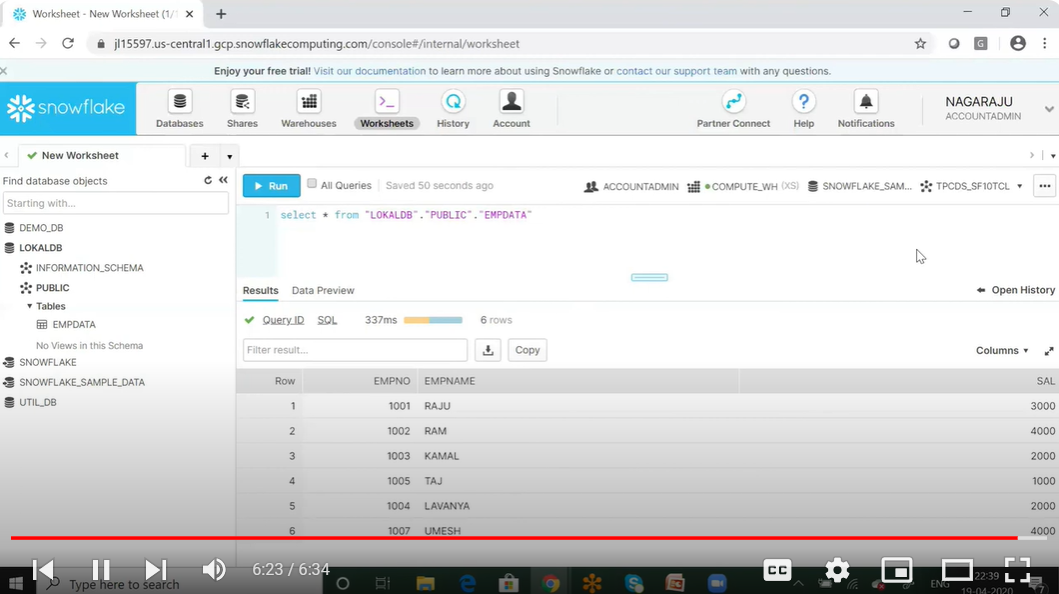 Worksheet - New Worksheet (1/1
jl15597.us-central1.gcp.snowflakecomputing.com/console#/internal/worksheet
Enjoy your free trial! Visit our documentation to learn more about using Snowflake or contact our support team with any questions.
snowflake
Databases Shares Warehouses Worksheets History Account Partner Connect Help Notifications
NAGARAJU
ACCOUNTADMIN
New Worksheet
Find database objects
Run All Queries Saved 50 seconds ago ACCOUNTADMIN COMPUTE_WH (XS) SNOWFLAKE_SAM... TPCDS_SF10TCL
Starting with...
1 select * from "LOKALDB"."PUBLIC"."EMPDATA"
DEMO_DB
LOKALDB
INFORMATION_SCHEMA
PUBLIC
Tables
EMPDATA
No Views in this Schema
SNOWFLAKE
SNOWFLAKE_SAMPLE_DATA
UTIL_DB
Results Data Preview Open History
Query ID SQL 337ms 6 rows
Filter result... Copy Columns
Row EMPNO EMPNAME SAL
1 1001 RAJU 3000
2 1002 RAM 4000
3 1003 KAMAL 2000
4 1005 TAJ 1000
5 1004 LAVANYA 2000
6 1007 UMESH 4000
6:23 / 6:34 CC
Type here to search ENG 22:39
19-04-2020